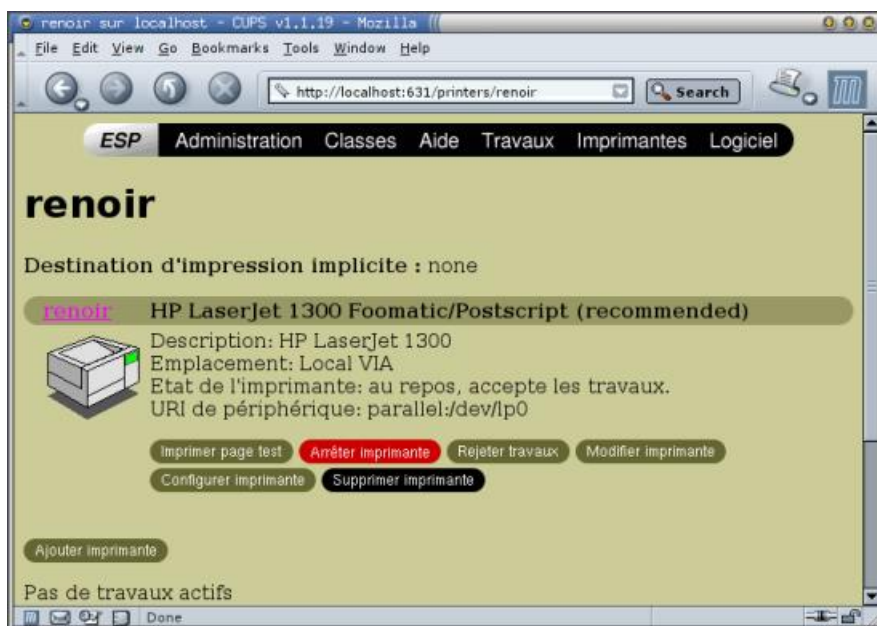 renoir sur localhost - CUPS v1.1.19 - Mozilla
File Edit View Go Bookmarks Tools Window Help
http://localhost:631/printers/renoir Search
ESP Administration Classes Aide Travaux Imprimantes Logiciel
renoir
Destination d'impression implicite : none
renoir HP LaserJet 1300 Foomatic/Postscript (recommended)
Description: HP LaserJet 1300
Emplacement: Local VIA
Etat de l'imprimante: au repos, accepte les travaux.
URI de périphérique: parallel:/dev/lp0
Imprimer page test Arrêter imprimante Rejeter travaux Modifier imprimante
Configurer imprimante Supprimer imprimante
Ajouter imprimante
Pas de travaux actifs
Done